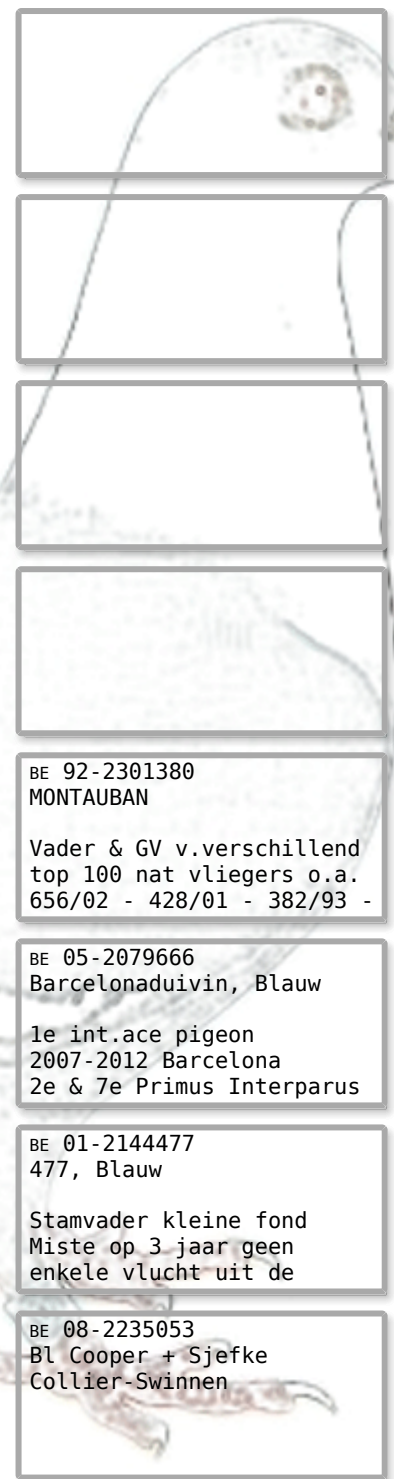 BE 92-2301380
MONTAUBAN
Vader & GV v.verschillend
top 100 nat vliegers o.a.
656/02 - 428/01 - 382/93 -
BE 05-2079666
Barcelonaduivin, Blauw
1e int.ace pigeon
2007-2012 Barcelona
2e & 7e Primus Interparus
BE 01-2144477
477, Blauw
Stamvader kleine fond
Miste op 3 jaar geen
enkele vlucht uit de
BE 08-2235053
Bl Cooper + Sjefke
Collier-Swinnen